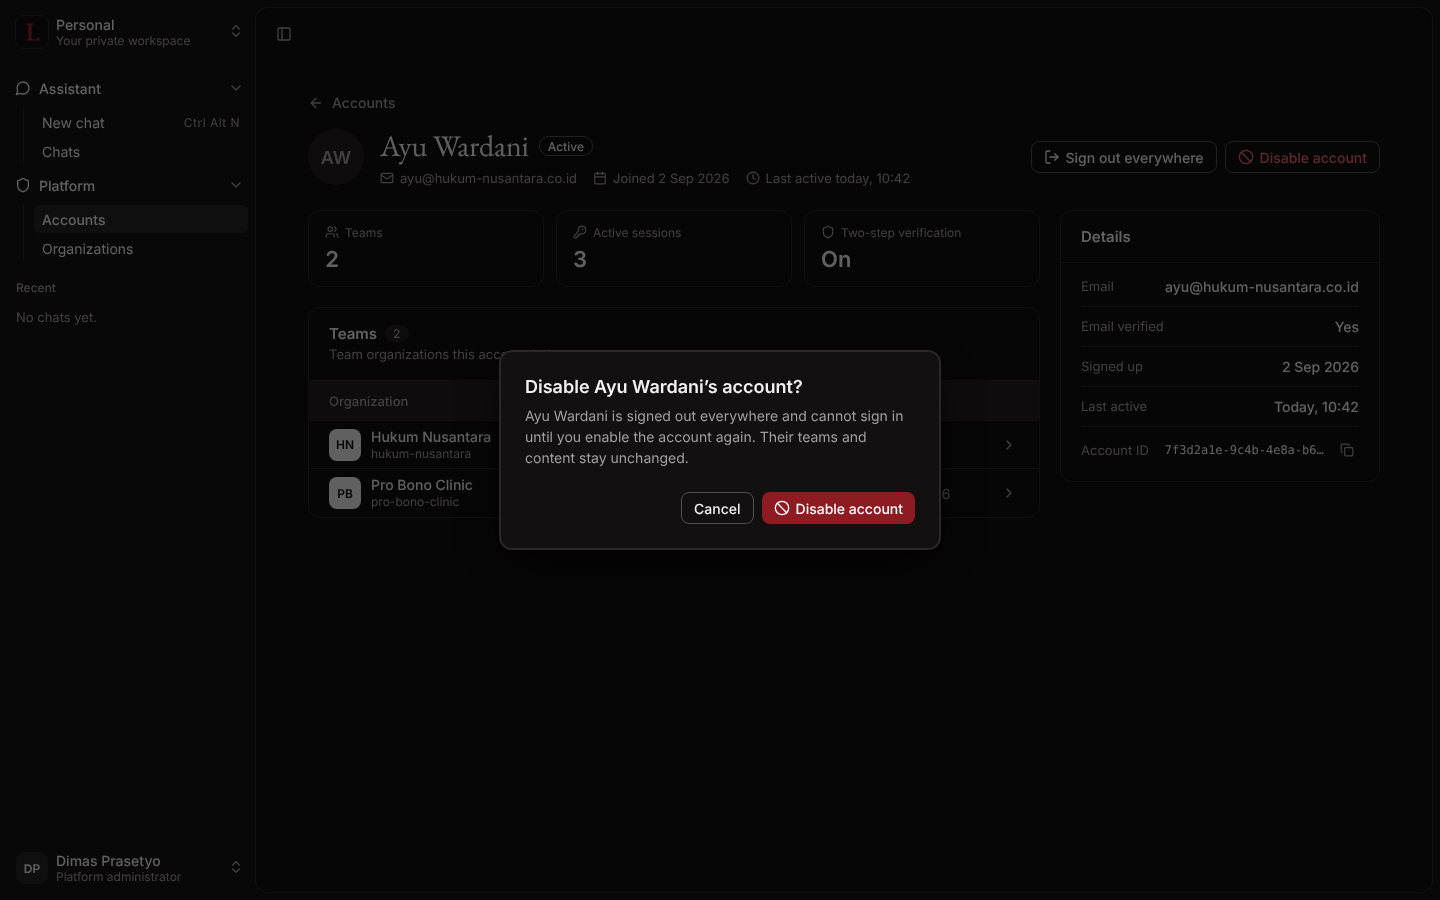 L
Personal
Your private workspace
Assistant
New chat
Ctrl Alt N
Chats
Platform
Accounts
Organizations
Recent
No chats yet.
DP
Dimas Prasetyo
Platform administrator
Accounts
AW
Ayu Wardani
Active
ayu@hukum-nusantara.co.id
Joined 2 Sep 2026
Last active today, 10:42
Sign out everywhere
Disable account
Teams
2
Active sessions
3
Two-step verification
On
Teams
2
Team organizations this
Organization
HN
Hukum Nusantara
hukum-nusantara
PB
Pro Bono Clinic
pro-bono-clinic
6
Details
Email
ayu@hukum-nusantara.co.id
Email verified
Yes
Signed up
2 Sep 2026
Last active
Today, 10:42
Account ID
7f3d2a1e-9c4b-4e8a-b6…
Disable Ayu Wardani’s account?
Ayu Wardani is signed out everywhere and cannot sign in
until you enable the account again. Their teams and
content stay unchanged.
Cancel
Disable account